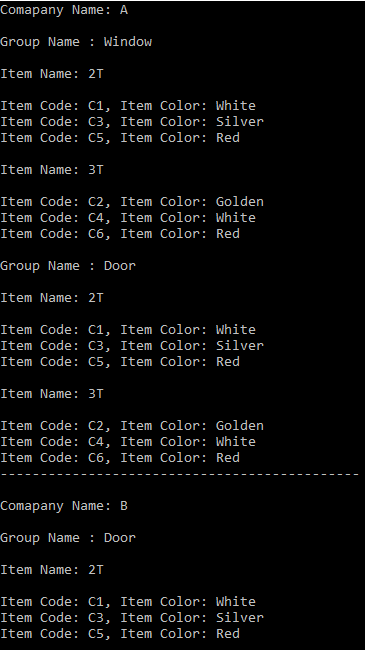 Comapany Name: A
Group Name : Window
Item Name: 2T
Item Code: C1, Item Color: White
Item Code: C3, Item Color: Silver
Item Code: C5, Item Color: Red
Item Name: 3T
Item Code: C2, Item Color: Golden
Item Code: C4, Item Color: White
Item Code: C6, Item Color: Red
Group Name : Door
Item Name: 2T
Item Code: C1, Item Color: White
Item Code: C3, Item Color: Silver
Item Code: C5, Item Color: Red
Item Name: 3T
Item Code: C2, Item Color: Golden
Item Code: C4, Item Color: White
Item Code: C6, Item Color: Red
---------------------------------------------
Comapany Name: B
Group Name : Door
Item Name: 2T
Item Code: C1, Item Color: White
Item Code: C3, Item Color: Silver
Item Code: C5, Item Color: Red